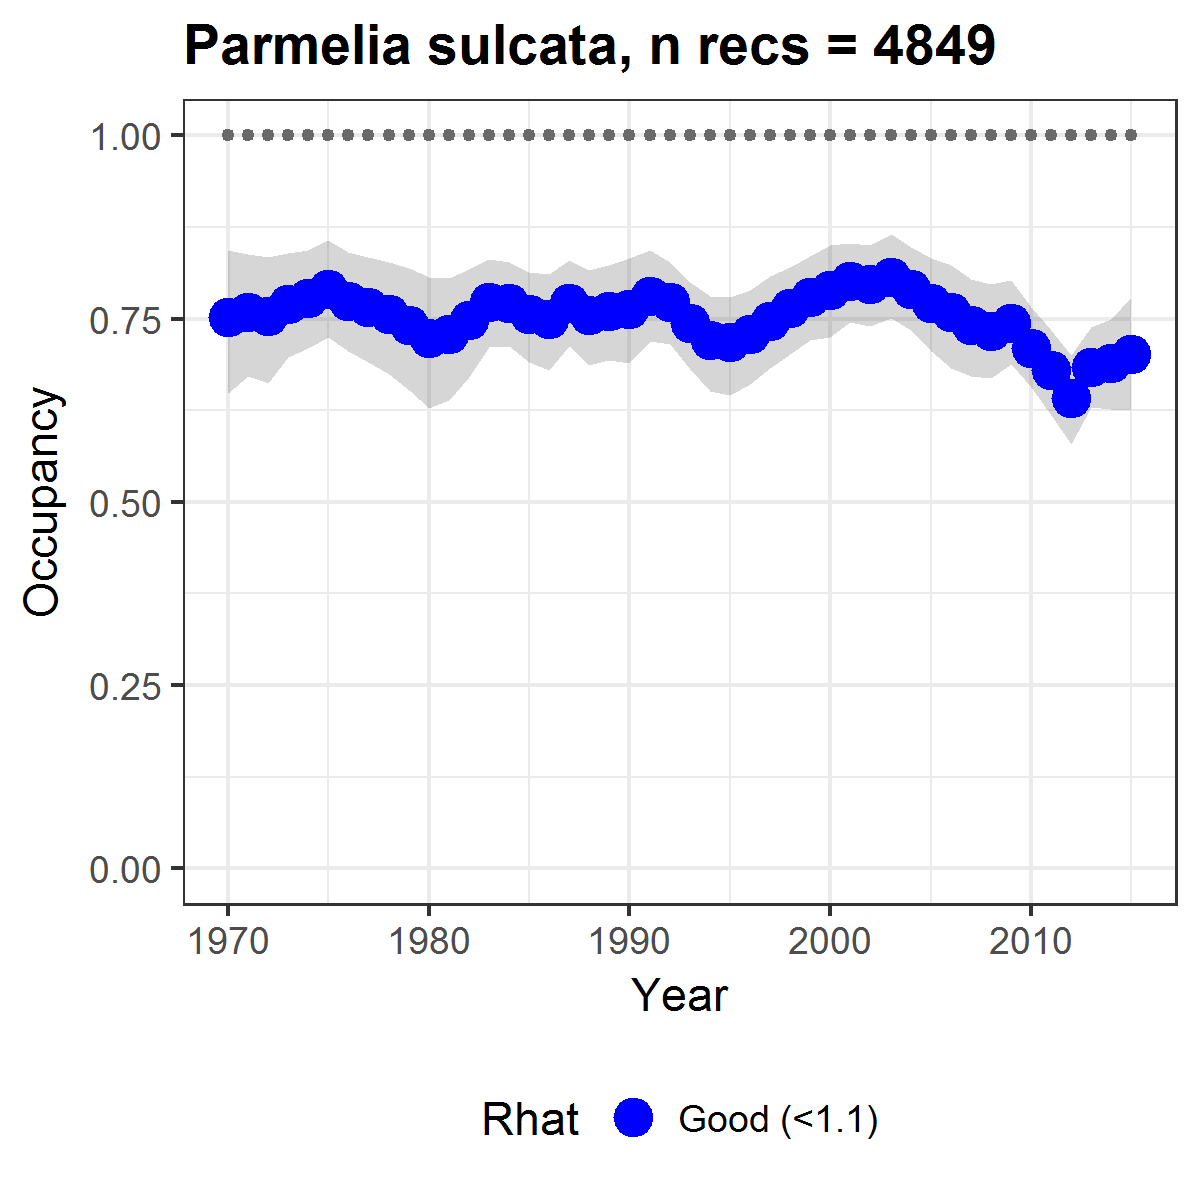 Parmelia sulcata, n recs = 4849
1.00
0.75
0.50
0.25
0.00
Occupancy
1970 1980 1990 2000 2010
Year
Rhat Good (<1.1)